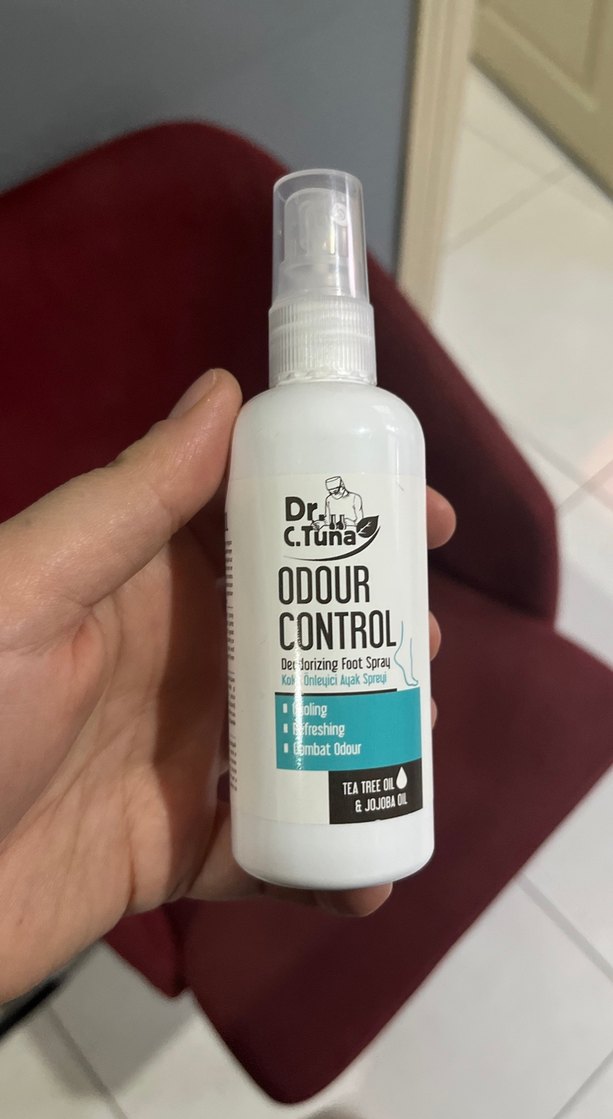 Dr.
C.Tuna
ODOUR
CONTROL
Deodorizing Foot Spray
Koku Önleyici Ayak Spreyi
Cooling
Refreshing
Combat Odour
TEA TREE OIL
& JOJOBA OIL